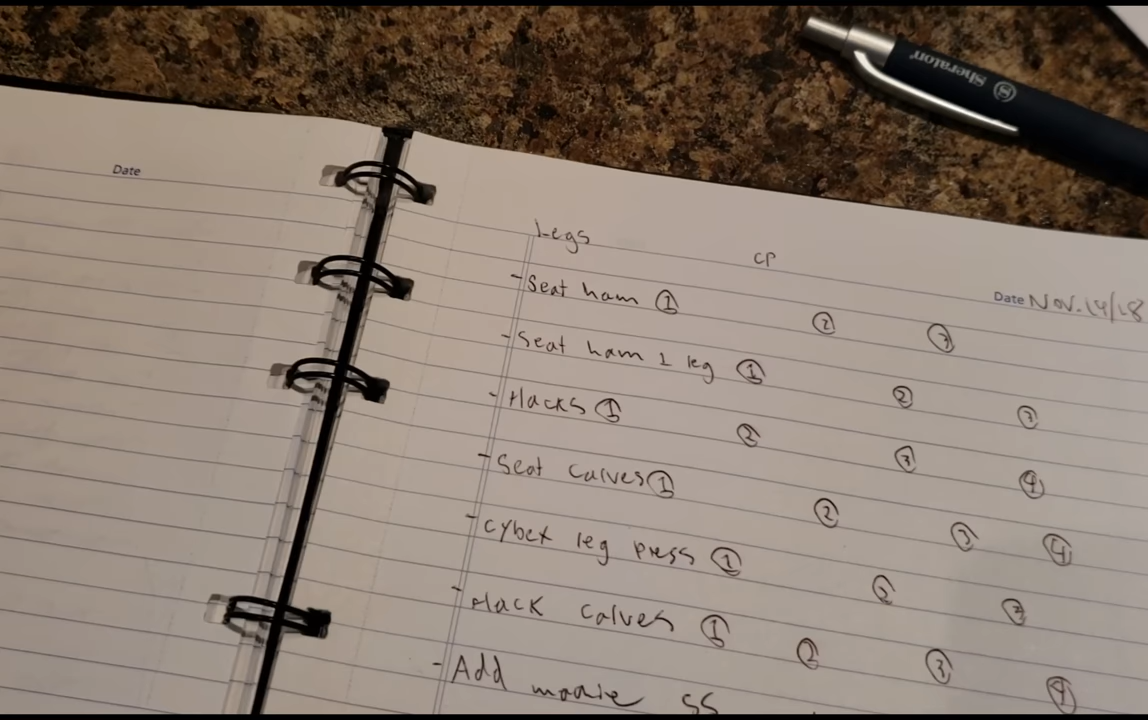 Date
Ⓢ Sheraton®
Legs
CP
Date Nov. 14/18
- Seat ham ① ② ③
- Seat ham 1 leg ① ② ③
- Hacks ① ② ③ ④
- Seat calves ① ② ③ ④
- Cybex leg press ① ② ③
- Hack calves ① ② ③ ④
- Add SS